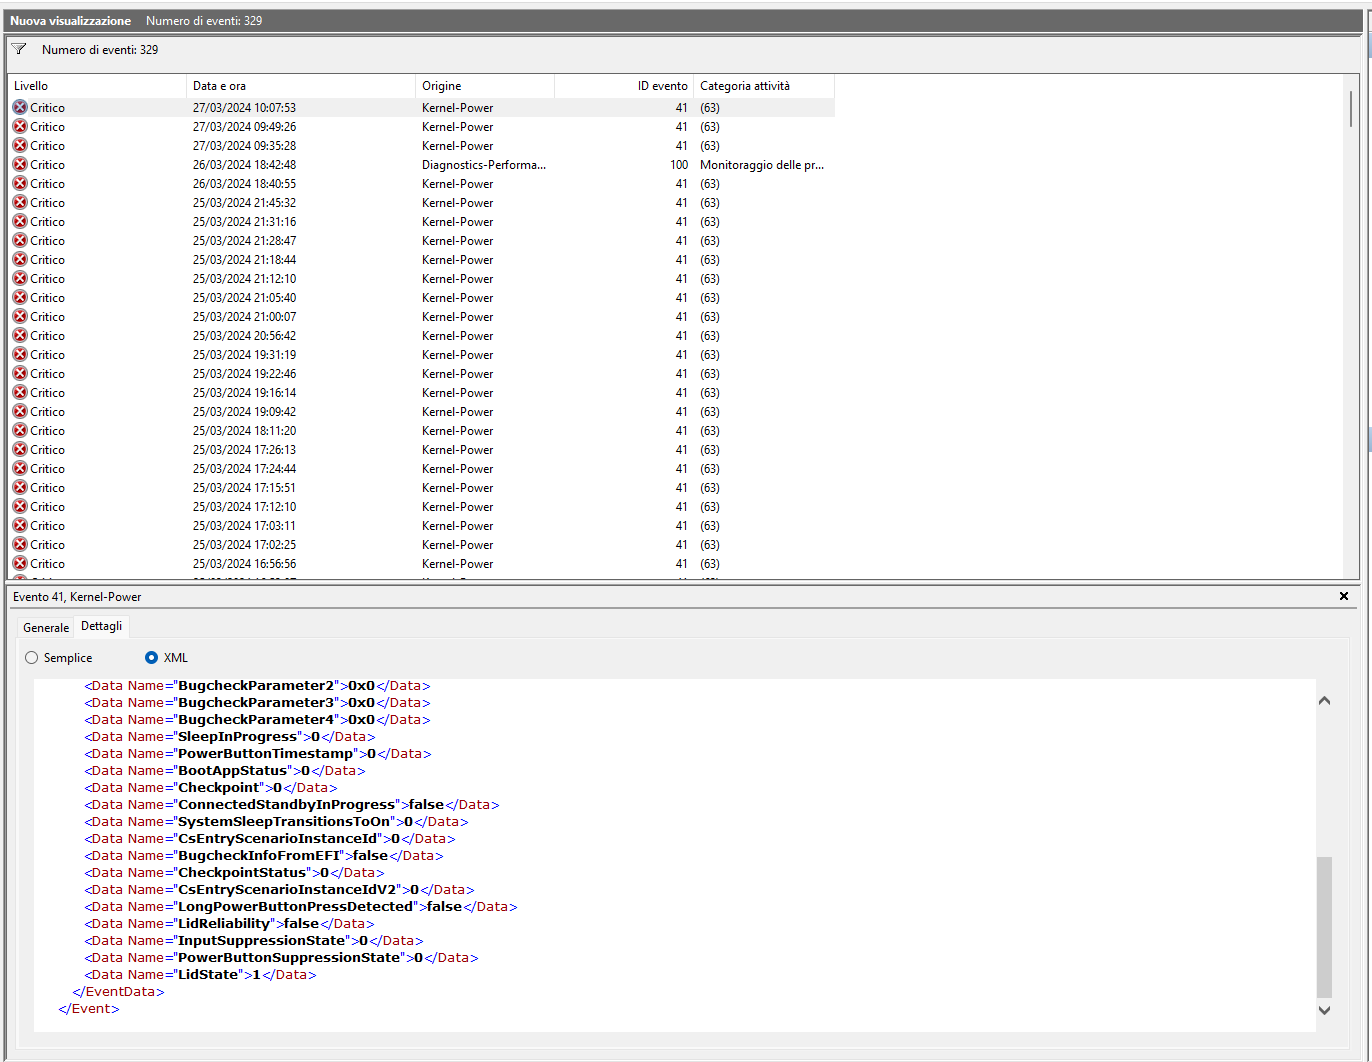 Nuova visualizzazione Numero di eventi: 329
Numero di eventi: 329
Livello Data e ora Origine ID evento Categoria attività
Critico 27/03/2024 10:07:53 Kernel-Power 41 (63)
Critico 27/03/2024 09:49:26 Kernel-Power 41 (63)
Critico 27/03/2024 09:35:28 Kernel-Power 41 (63)
Critico 26/03/2024 18:42:48 Diagnostics-Performa... 100 Monitoraggio delle pr...
Critico 26/03/2024 18:40:55 Kernel-Power 41 (63)
Critico 25/03/2024 21:45:32 Kernel-Power 41 (63)
Critico 25/03/2024 21:31:16 Kernel-Power 41 (63)
Critico 25/03/2024 21:28:47 Kernel-Power 41 (63)
Critico 25/03/2024 21:18:44 Kernel-Power 41 (63)
Critico 25/03/2024 21:12:10 Kernel-Power 41 (63)
Critico 25/03/2024 21:05:40 Kernel-Power 41 (63)
Critico 25/03/2024 21:00:07 Kernel-Power 41 (63)
Critico 25/03/2024 20:56:42 Kernel-Power 41 (63)
Critico 25/03/2024 19:31:19 Kernel-Power 41 (63)
Critico 25/03/2024 19:22:46 Kernel-Power 41 (63)
Critico 25/03/2024 19:16:14 Kernel-Power 41 (63)
Critico 25/03/2024 19:09:42 Kernel-Power 41 (63)
Critico 25/03/2024 18:11:20 Kernel-Power 41 (63)
Critico 25/03/2024 17:26:13 Kernel-Power 41 (63)
Critico 25/03/2024 17:24:44 Kernel-Power 41 (63)
Critico 25/03/2024 17:15:51 Kernel-Power 41 (63)
Critico 25/03/2024 17:12:10 Kernel-Power 41 (63)
Critico 25/03/2024 17:03:11 Kernel-Power 41 (63)
Critico 25/03/2024 17:02:25 Kernel-Power 41 (63)
Critico 25/03/2024 16:56:56 Kernel-Power 41 (63)
Evento 41, Kernel-Power
Generale Dettagli
Semplice XML
<Data Name="BugcheckParameter2">0x0</Data>
<Data Name="BugcheckParameter3">0x0</Data>
<Data Name="BugcheckParameter4">0x0</Data>
<Data Name="SleepInProgress">0</Data>
<Data Name="PowerButtonTimestamp">0</Data>
<Data Name="BootAppStatus">0</Data>
<Data Name="Checkpoint">0</Data>
<Data Name="ConnectedStandbyInProgress">false</Data>
<Data Name="SystemSleepTransitionsToOn">0</Data>
<Data Name="CsEntryScenarioInstanceId">0</Data>
<Data Name="BugcheckInfoFromEFI">false</Data>
<Data Name="CheckpointStatus">0</Data>
<Data Name="CsEntryScenarioInstanceIdV2">0</Data>
<Data Name="LongPowerButtonPressDetected">false</Data>
<Data Name="LidReliability">false</Data>
<Data Name="InputSuppressionState">0</Data>
<Data Name="PowerButtonSuppressionState">0</Data>
<Data Name="LidState">1</Data>
</EventData>
</Event>